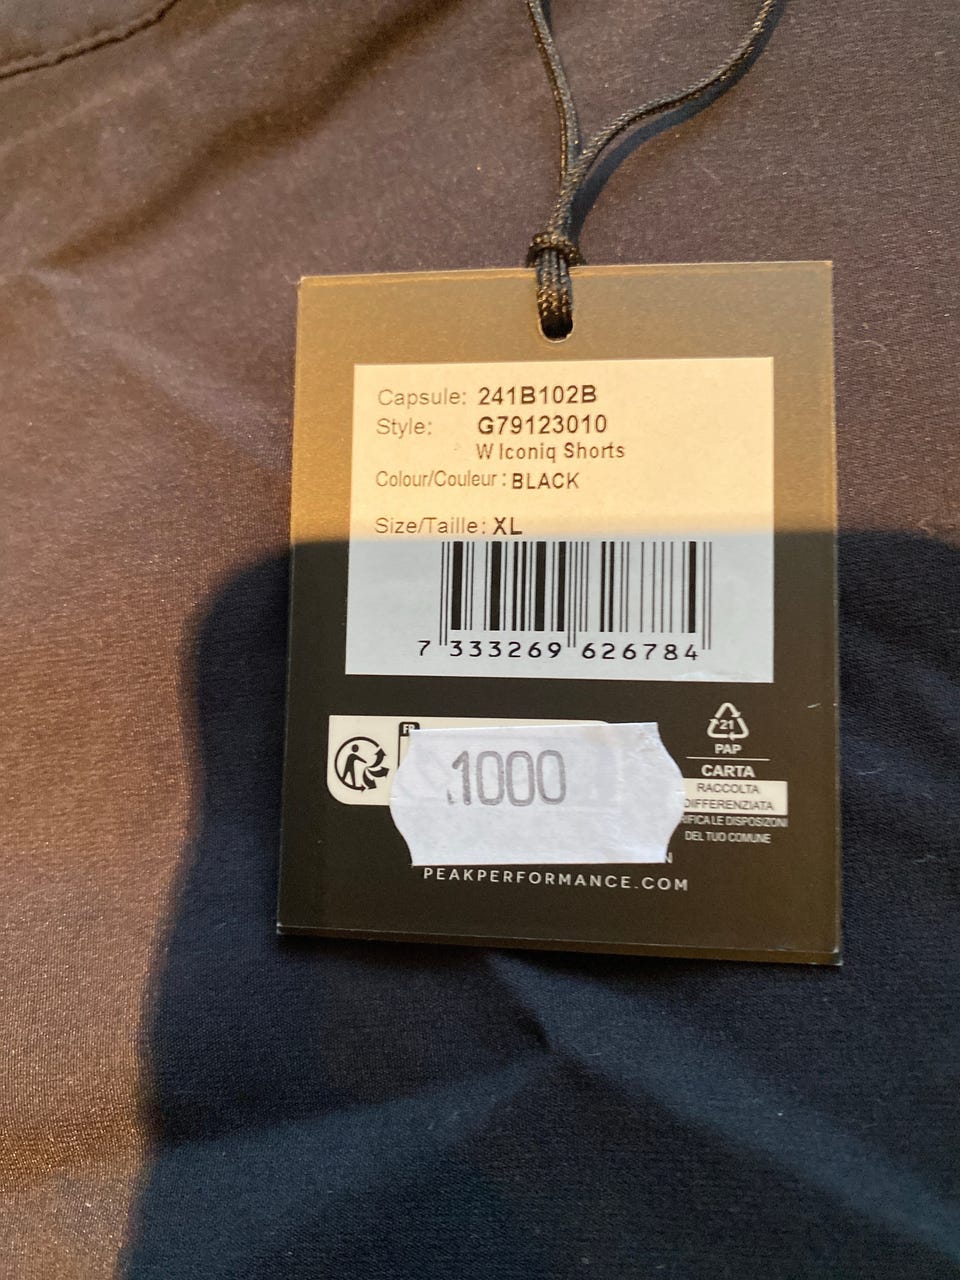 Capsule: 241B102B
Style: G79123010
W Iconiq Shorts
Colour/Couleur : BLACK
Size/Taille: XL
7 333269 626784
FR
1000
21
PAP
CARTA
RACCOLTA
DIFFERENZIATA
DEL TUO COMUNE
PEAKPERFORMANCE.COM